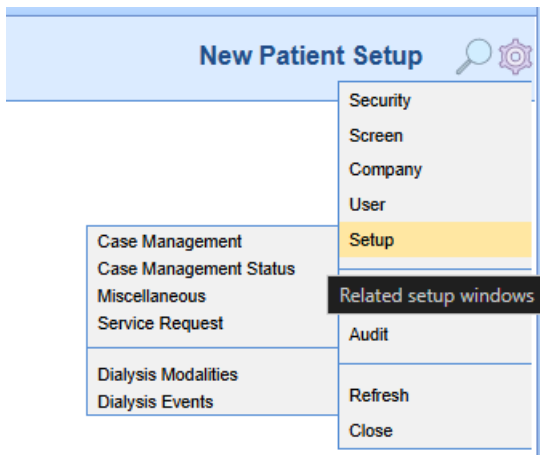 New Patient Setup
Security
Screen
Company
User
Setup
Case Management
Case Management Status
Miscellaneous
Service Request
Dialysis Modalities
Dialysis Events
Related setup windows
Audit
Refresh
Close